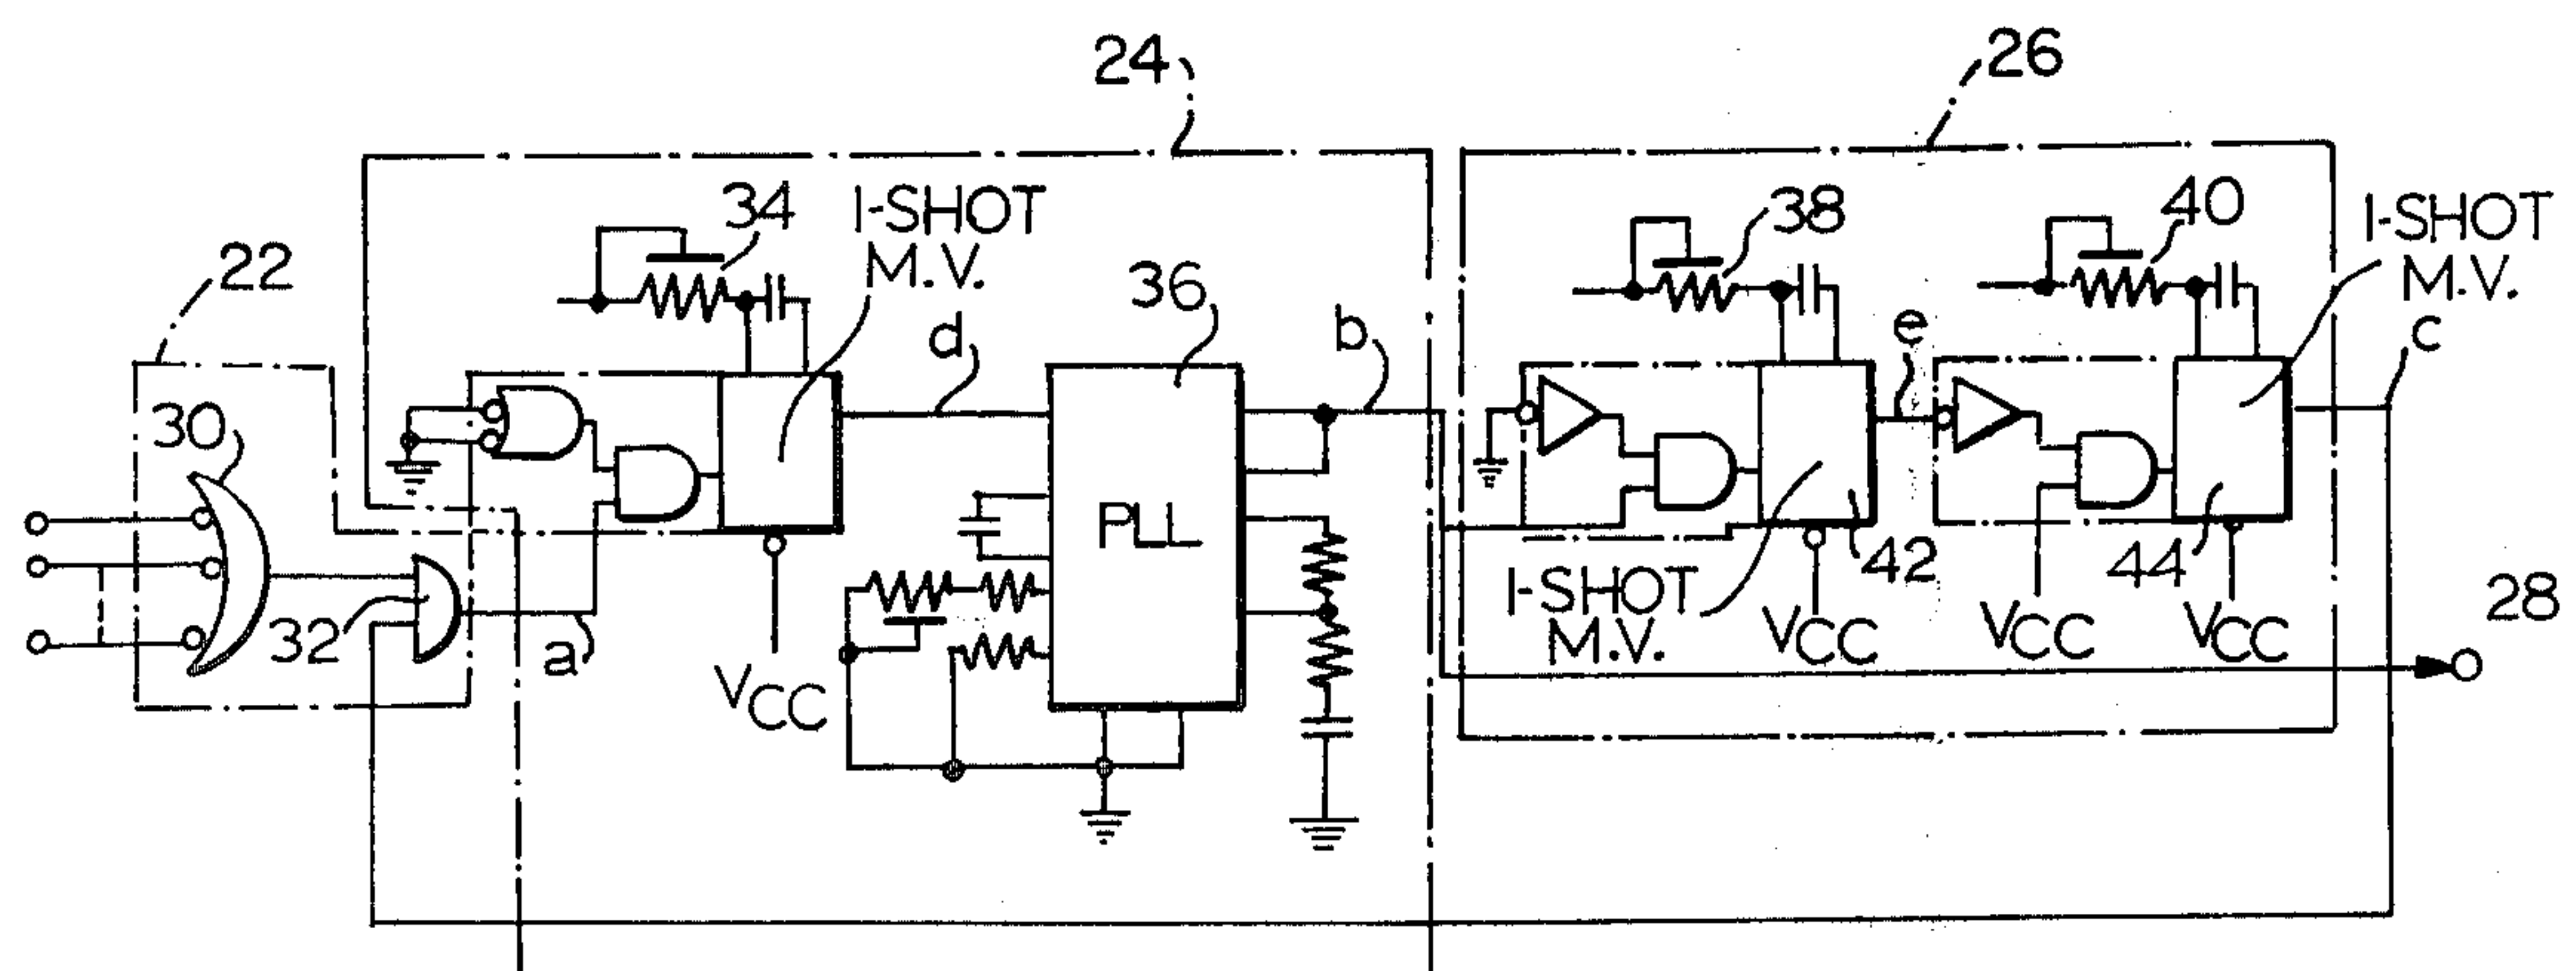 24
26
22
34
1-SHOT
M.V.
36
38
40
1-SHOT
M.V.
30
d
b
e
c
PLL
32
a
VCC
1-SHOT
M.V.
42
VCC
VCC
44
VCC
28